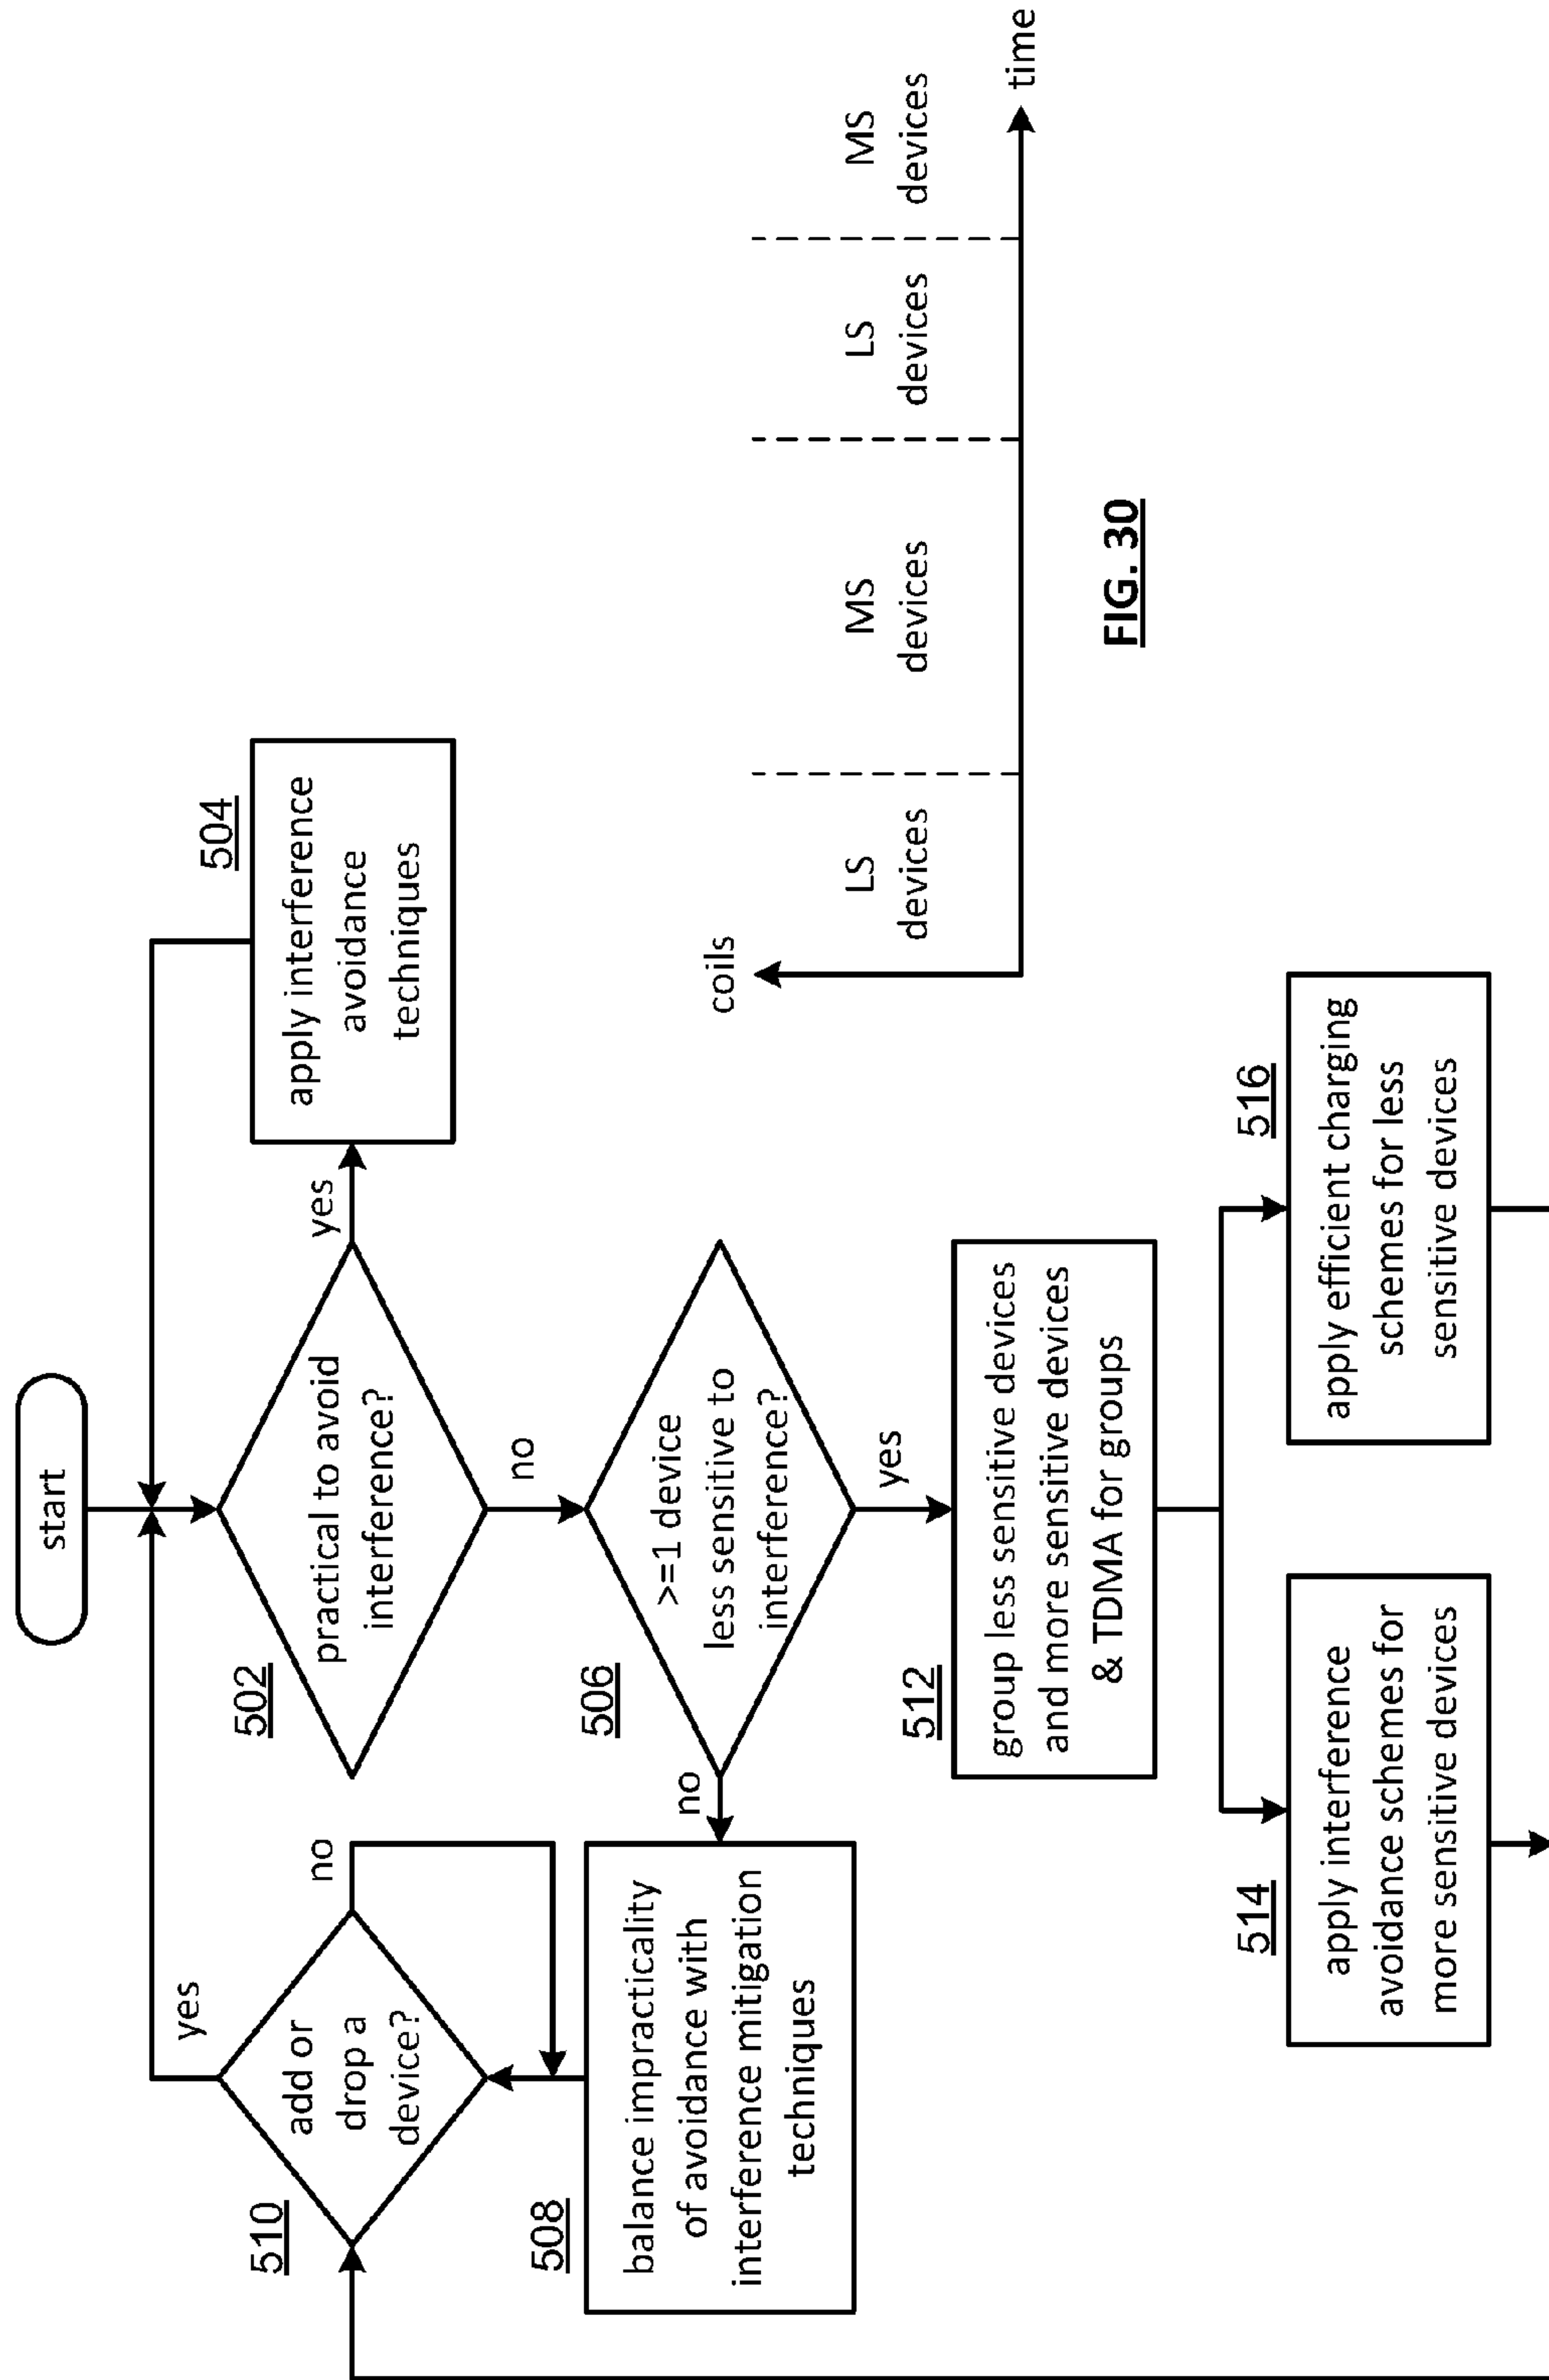 start
502
practical to avoid
interference?
yes
504
apply interference
avoidance
techniques
no
506
>=1 device
less sensitive to
interference?
no
508
balance impracticality
of avoidance with
interference mitigation
techniques
510
add or
drop a
device?
yes
no
yes
512
group less sensitive devices
and more sensitive devices
& TDMA for groups
514
apply interference
avoidance schemes for
more sensitive devices
516
apply efficient charging
schemes for less
sensitive devices
coils
LS
devices
MS
devices
LS
devices
MS
devices
time
FIG. 30